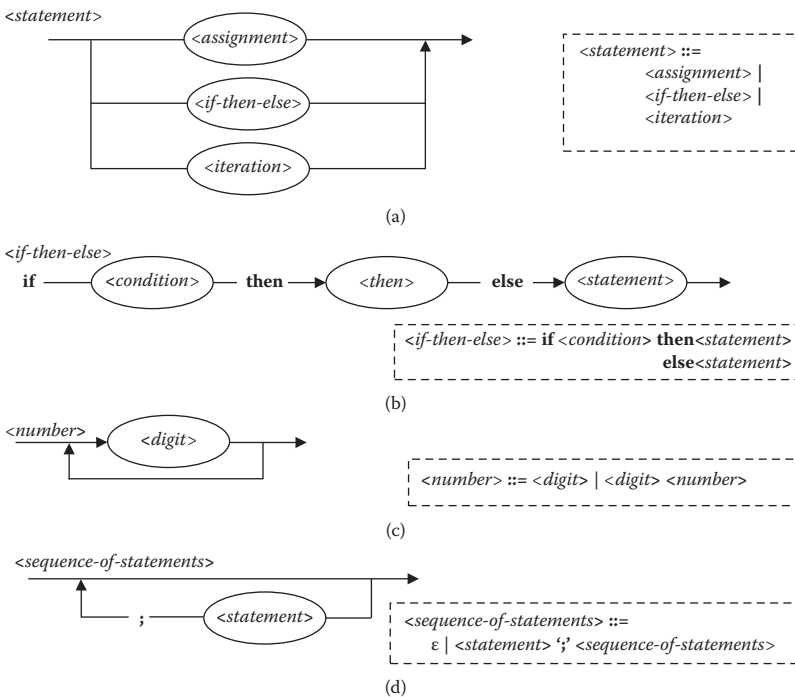 <statement>
<assignment>
<if-then-else>
<iteration>
<statement> ::=
<assignment> |
<if-then-else> |
<iteration>
(a)
<if-then-else>
if <condition> then <then> else <statement>
<if-then-else> ::= if <condition> then<statement>
else<statement>
(b)
<number>
<digit>
<number> ::= <digit> | <digit> <number>
(c)
<sequence-of-statements>
; <statement>
<sequence-of-statements> ::=
ε | <statement> ‘;’ <sequence-of-statements>
(d)